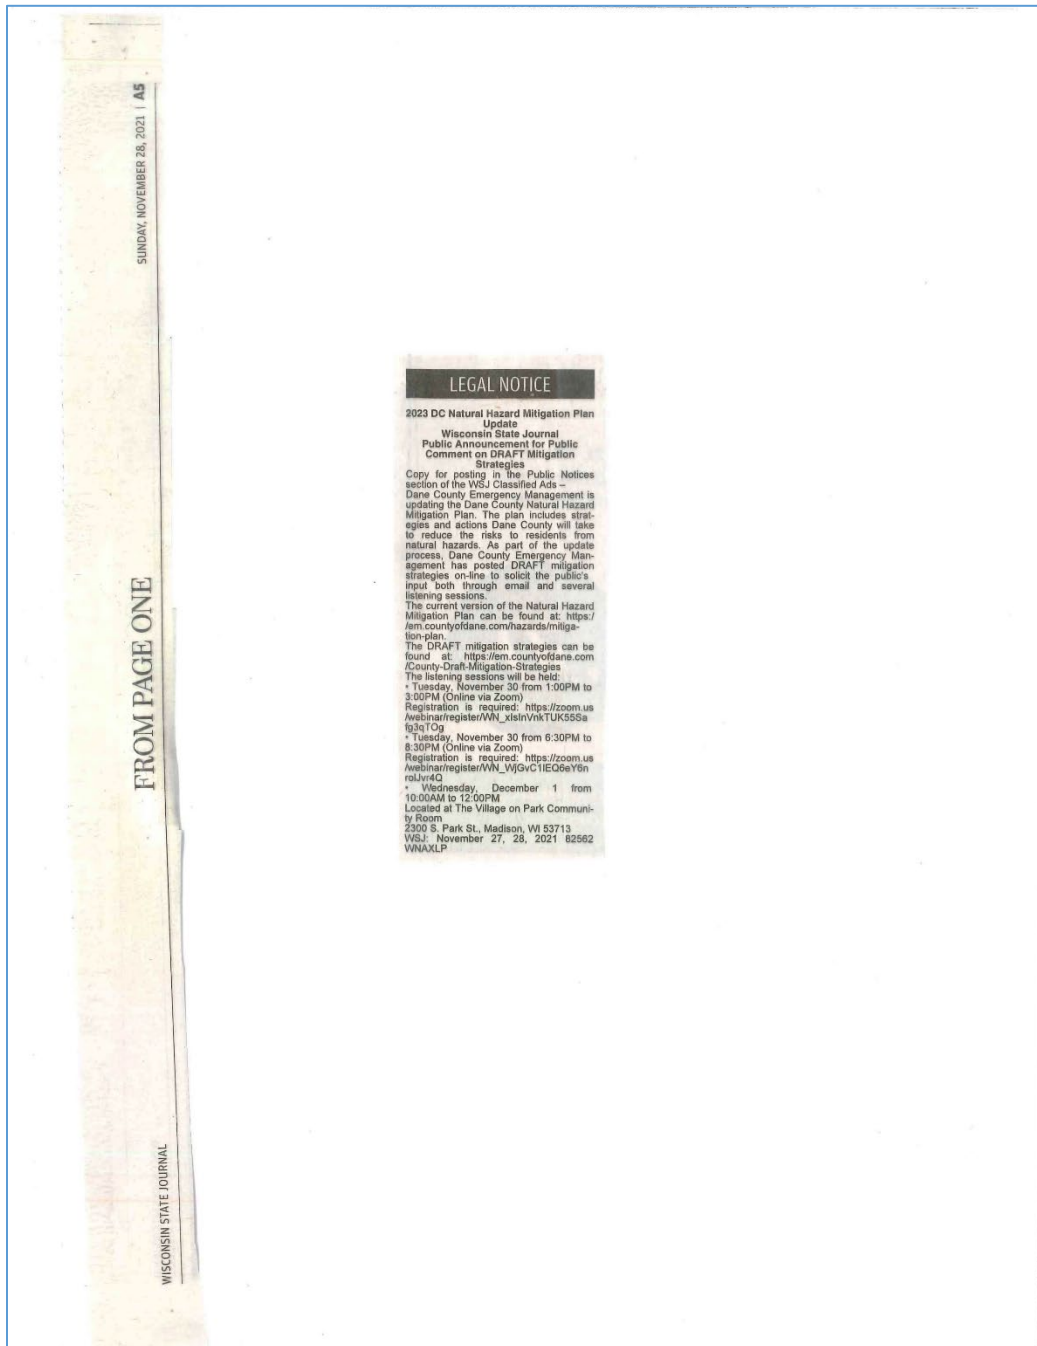 WISCONSIN STATE JOURNAL
FROM PAGE ONE
SUNDAY, NOVEMBER 28, 2021 | A5
LEGAL NOTICE
2023 DC Natural Hazard Mitigation Plan
Update
Wisconsin State Journal
Public Announcement for Public
Comment on DRAFT Mitigation
Strategies
Copy for posting in the Public Notices
section of the WSJ Classified Ads –
Dane County Emergency Management is
updating the Dane County Natural Hazard
Mitigation Plan. The plan includes strat-
egies and actions Dane County will take
to reduce the risks to residents from
natural hazards. As part of the update
process, Dane County Emergency Man-
agement has posted DRAFT mitigation
strategies on-line to solicit the public's
input both through email and several
listening sessions.
The current version of the Natural Hazard
Mitigation Plan can be found at: https:/
/em.countyofdane.com/hazards/mitiga-
tion-plan.
The DRAFT mitigation strategies can be
found at: https://em.countyofdane.com
/County-Draft-Mitigation-Strategies
The listening sessions will be held:
• Tuesday, November 30 from 1:00PM to
3:00PM (Online via Zoom)
Registration is required: https://zoom.us
/webinar/register/WN_xIsInVnkTUK55Sa
fg3qTOg
• Tuesday, November 30 from 6:30PM to
8:30PM (Online via Zoom)
Registration is required: https://zoom.us
/webinar/register/WN_WjGvC1IEQ6eY6n
rolJvr4Q
• Wednesday, December 1 from
10:00AM to 12:00PM
Located at The Village on Park Communi-
ty Room
2300 S. Park St., Madison, WI 53713
WSJ: November 27, 28, 2021 82562
WNAXLP